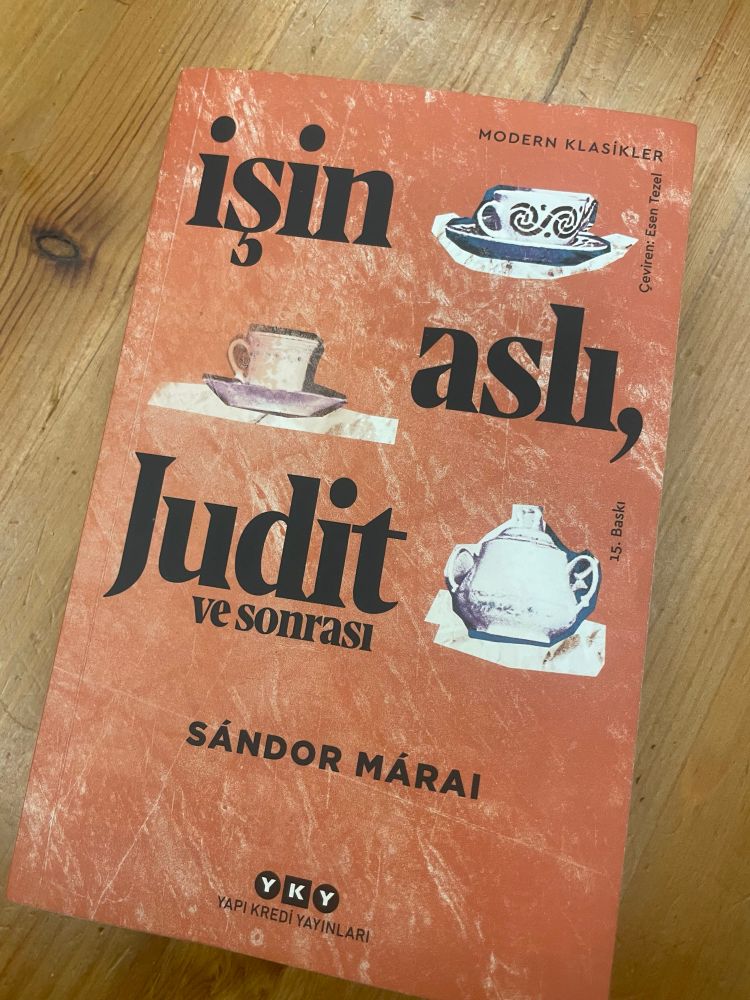 MODERN KLASİKLER
işin
Çeviren: Esen Tezel
aslı,
Judit
ve sonrası
15. Baskı
SÁNDOR MÁRAI
YKY
YAPI KREDİ YAYINLARI